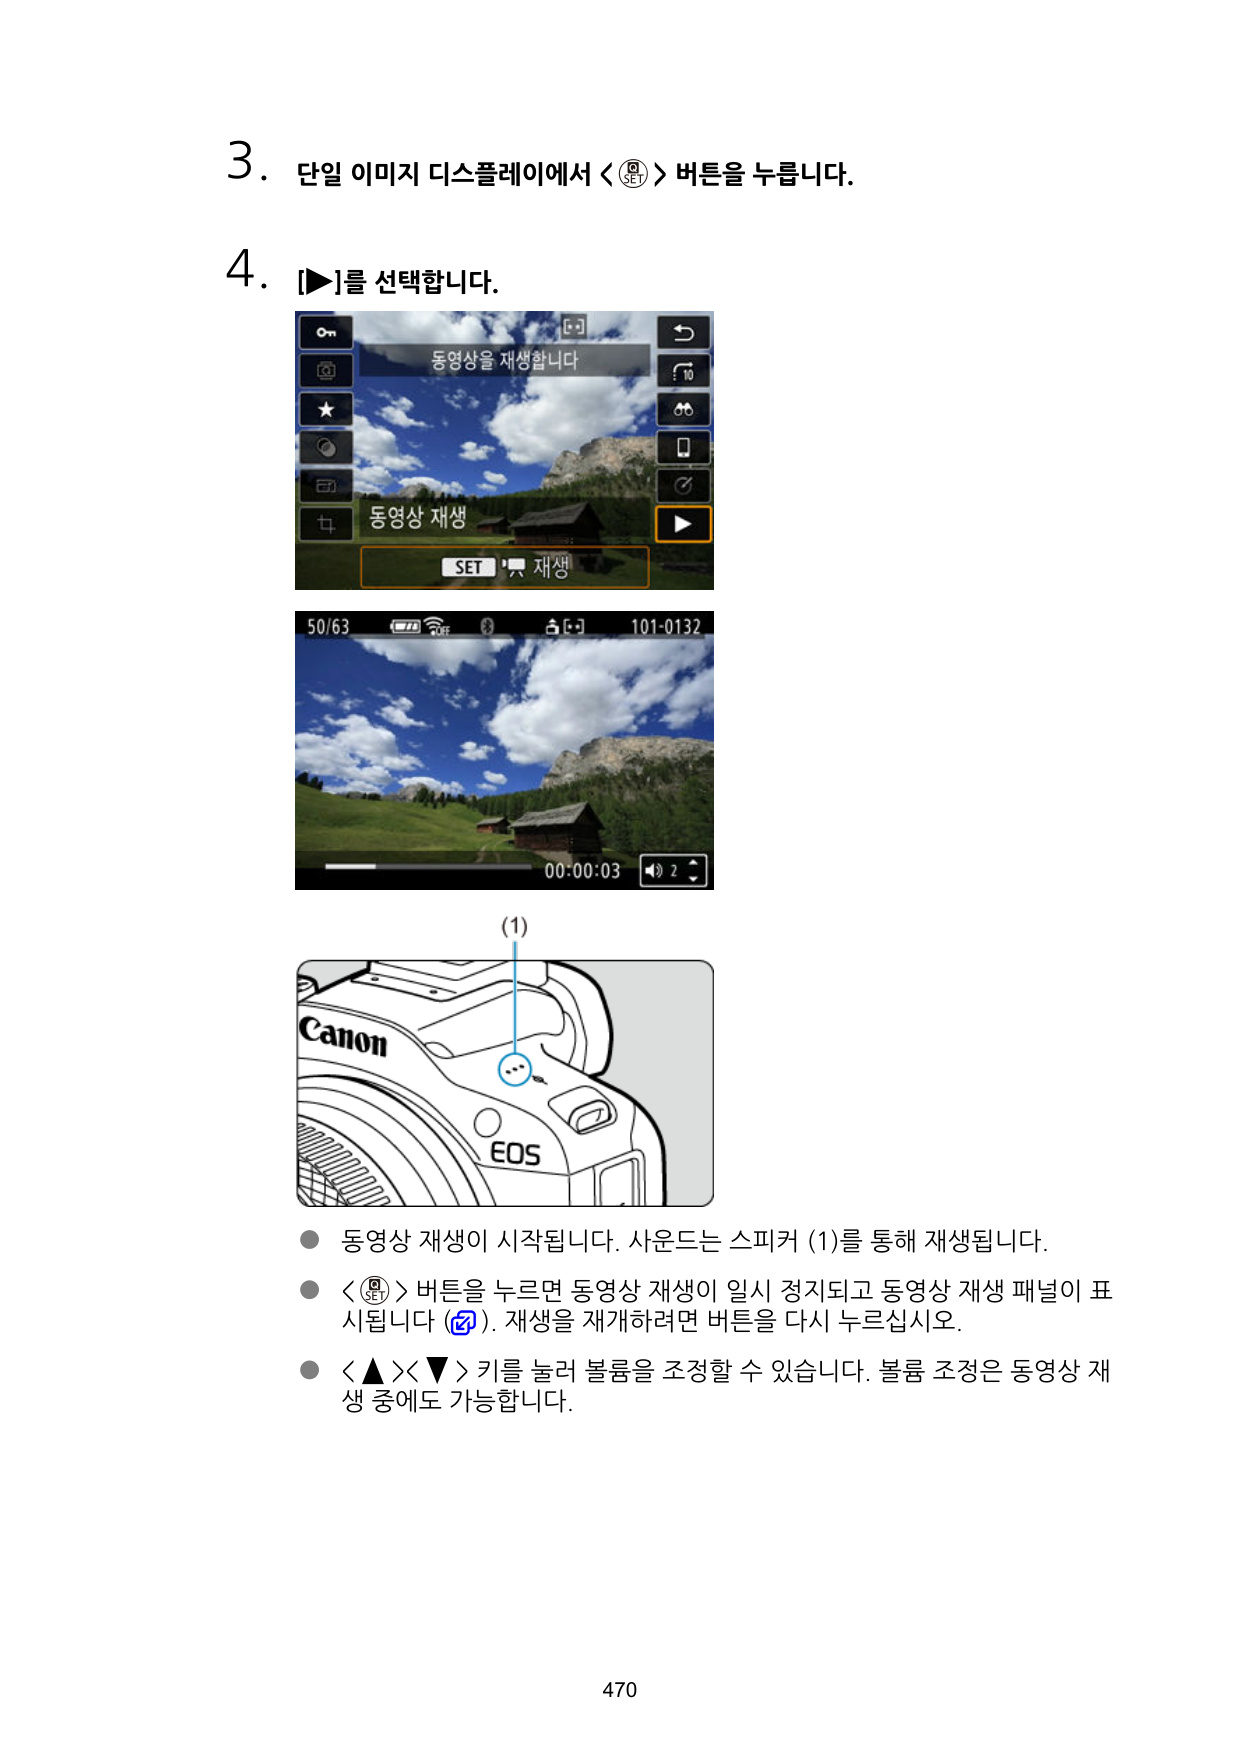 3. 단일 이미지 디스플레이에서 < > 버튼을 누릅니다.
4. [▶]를 선택합니다.
동영상을 재생합니다
10
동영상 재생
SET 재생
50/63 OFF 101-0132
00:00:03 2
(1)
Canon
EOS
● 동영상 재생이 시작됩니다. 사운드는 스피커 (1)를 통해 재생됩니다.
● <Q SET> 버튼을 누르면 동영상 재생이 일시 정지되고 동영상 재생 패널이 표
시됩니다 ( ). 재생을 재개하려면 버튼을 다시 누르십시오.
● <▲><▼> 키를 눌러 볼륨을 조정할 수 있습니다. 볼륨 조정은 동영상 재
생 중에도 가능합니다.
470